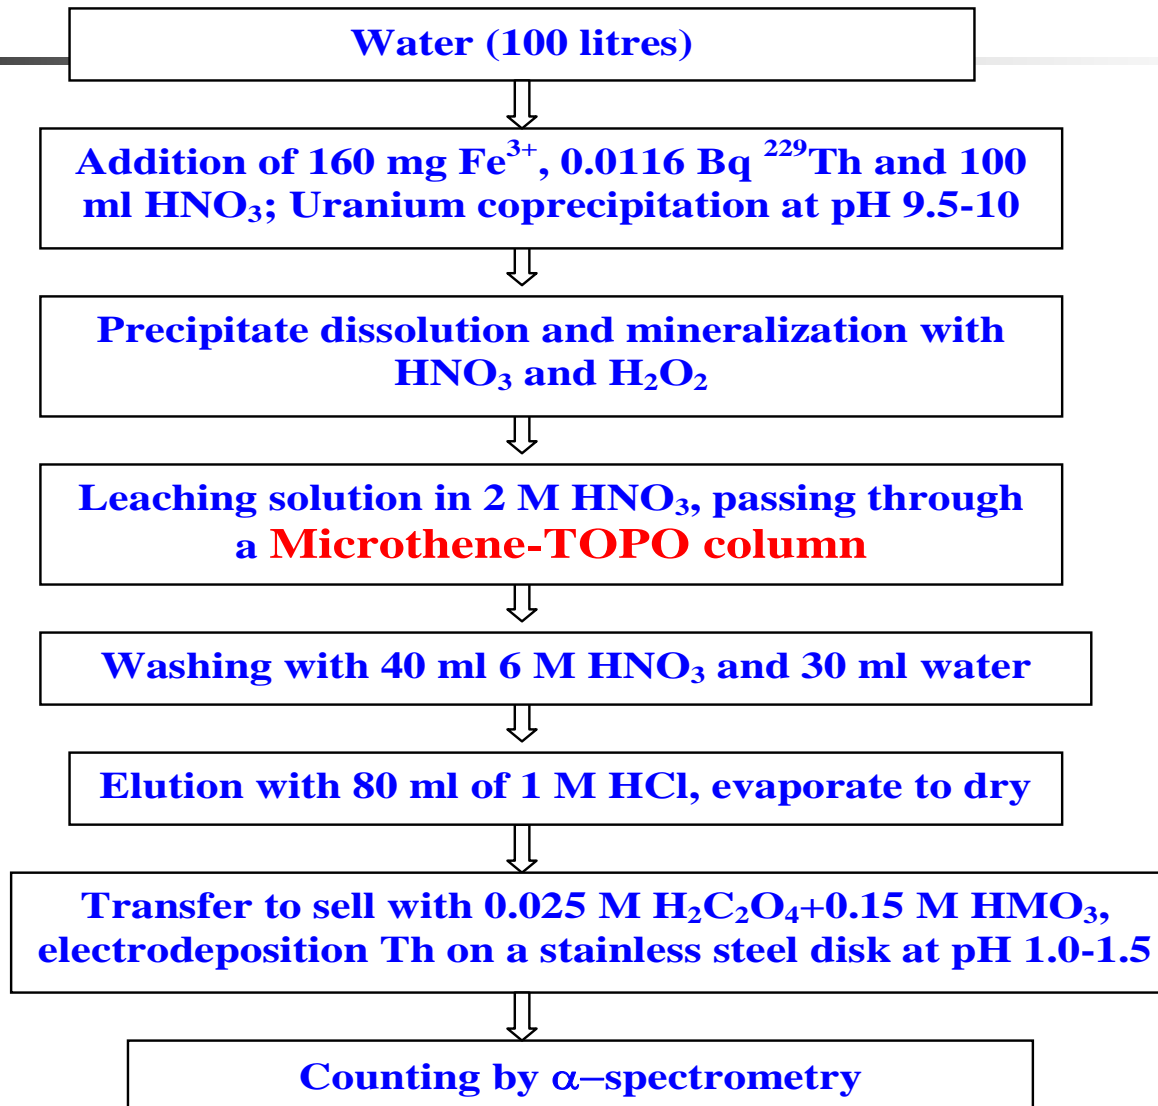 Water (100 litres)
Addition of 160 mg Fe³⁺, 0.0116 Bq ²²⁹Th and 100
ml HNO₃; Uranium coprecipitation at pH 9.5-10
Precipitate dissolution and mineralization with
HNO₃ and H₂O₂
Leaching solution in 2 M HNO₃, passing through
a Microthene-TOPO column
Washing with 40 ml 6 M HNO₃ and 30 ml water
Elution with 80 ml of 1 M HCl, evaporate to dry
Transfer to sell with 0.025 M H₂C₂O₄+0.15 M HMO₃,
electrodeposition Th on a stainless steel disk at pH 1.0-1.5
Counting by α–spectrometry